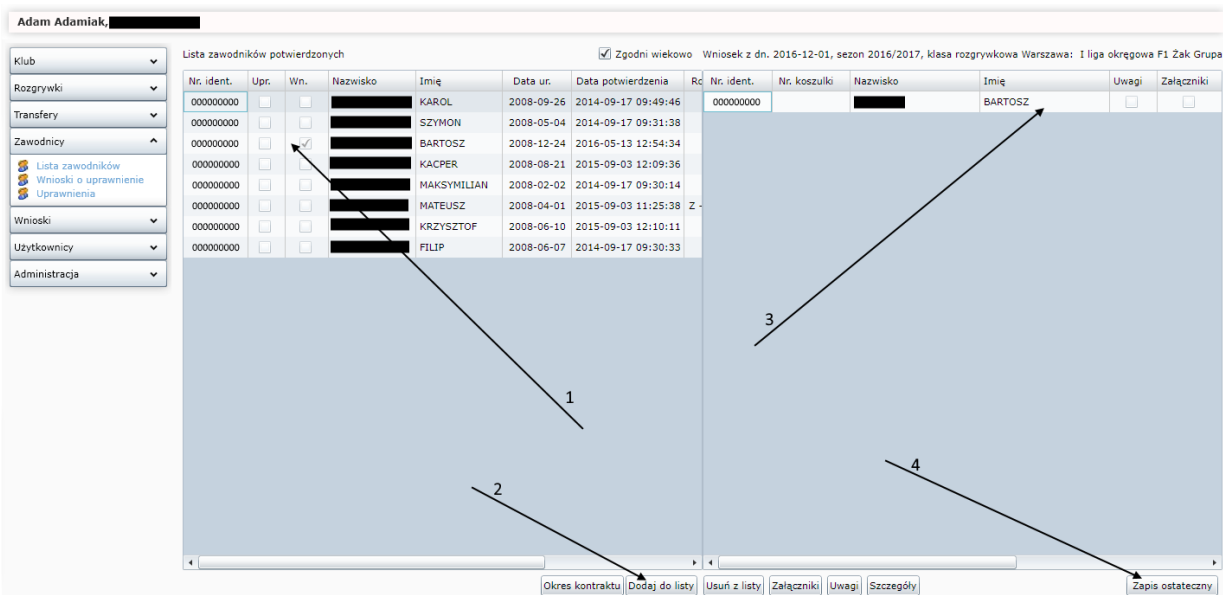 Adam Adamiak,
Klub
Rozgrywki
Transfery
Zawodnicy
Lista zawodników
Wnioski o uprawnienie
Uprawnienia
Wnioski
Użytkownicy
Administracja
Lista zawodników potwierdzonych Zgodni wiekowo
Nr. ident. Upr. Wn. Nazwisko Imię Data ur. Data potwierdzenia
000000000 KAROL 2008-09-26 2014-09-17 09:49:46
000000000 SZYMON 2008-05-04 2014-09-17 09:31:38
000000000 BARTOSZ 2008-12-24 2016-05-13 12:54:34
000000000 KACPER 2008-08-21 2015-09-03 12:09:36
000000000 MAKSYMILIAN 2008-02-02 2014-09-17 09:30:14
000000000 MATEUSZ 2008-04-01 2015-09-03 11:25:38 Z -
000000000 KRZYSZTOF 2008-06-10 2015-09-03 12:10:11
000000000 FILIP 2008-06-07 2014-09-17 09:30:33
Wniosek z dn. 2016-12-01, sezon 2016/2017, klasa rozgrywkowa Warszawa: I liga okręgowa F1 Żak Grupa
Nr. ident. Nr. koszulki Nazwisko Imię Uwagi Załączniki
000000000 BARTOSZ
1
2
3
4
Okres kontraktu Dodaj do listy Usuń z listy Załączniki Uwagi Szczegóły Zapis ostateczny